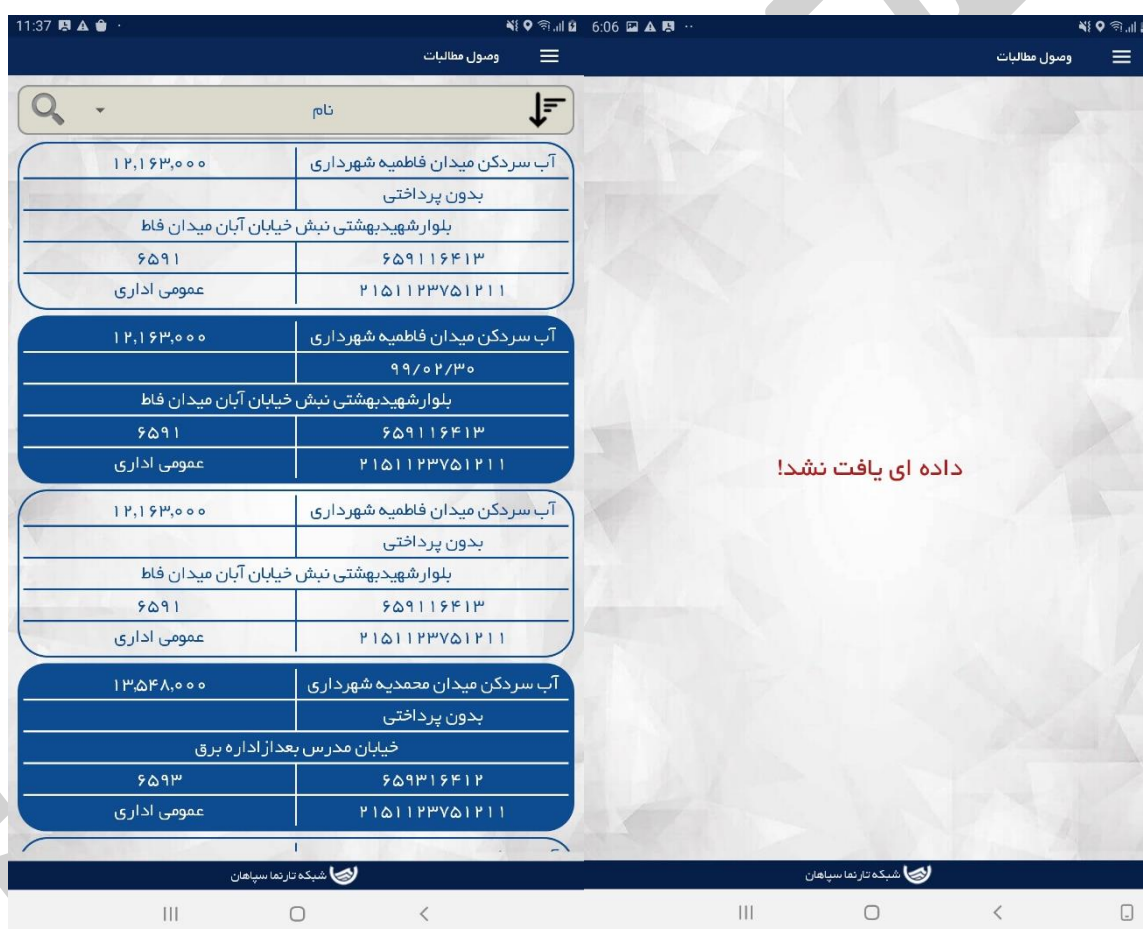 11:37
وصول مطالبات
نام
آب سردکن میدان فاطمیه شهرداری ۱۲,۱۶۳,۰۰۰
بدون پرداختی
بلوارشهیدبهشتی نبش خیابان آبان میدان فاط
۶۵۹۱۱۶۴۱۳ ۶۵۹۱
۲۱۵۱۱۲۳۷۵۱۲۱۱ عمومی اداری
آب سردکن میدان فاطمیه شهرداری ۱۲,۱۶۳,۰۰۰
۹۹/۰۲/۳۰
بلوارشهیدبهشتی نبش خیابان آبان میدان فاط
۶۵۹۱۱۶۴۱۳ ۶۵۹۱
۲۱۵۱۱۲۳۷۵۱۲۱۱ عمومی اداری
آب سردکن میدان فاطمیه شهرداری ۱۲,۱۶۳,۰۰۰
بدون پرداختی
بلوارشهیدبهشتی نبش خیابان آبان میدان فاط
۶۵۹۱۱۶۴۱۳ ۶۵۹۱
۲۱۵۱۱۲۳۷۵۱۲۱۱ عمومی اداری
آب سردکن میدان محمدیه شهرداری ۱۳,۵۴۸,۰۰۰
بدون پرداختی
خیابان مدرس بعداز اداره برق
۶۵۹۳۱۶۴۱۲ ۶۵۹۳
۲۱۵۱۱۲۳۷۵۱۲۱۱ عمومی اداری
شبکه تارنما سپاهان
6:06
وصول مطالبات
داده ای یافت نشد!
شبکه تارنما سپاهان